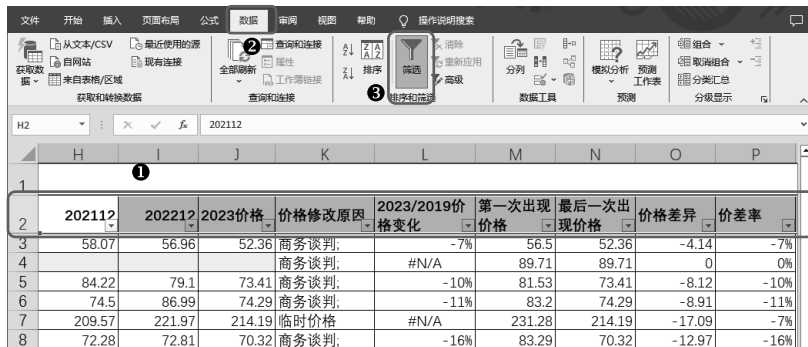 文件 开始 插入 页面布局 公式 数据 审阅 视图 帮助 操作说明搜索
获取数据 从文本/CSV 最近使用的源 全部刷新 查询和连接 排序 筛选 清除 分列 模拟分析 预测工作表 组合
自网站 现有连接 属性 重新应用 取消组合
来自表格/区域 工作簿链接 高级 分类汇总
获取和转换数据 查询和连接 排序和筛选 数据工具 预测 分级显示
❶ ❷ ❸
H2 fx 202112
H I J K L M N O P
1
2 202112 202212 2023价格 价格修改原因 2023/2019价格变化 第一次出现价格 最后一次出现价格 价格差异 价差率
3 58.07 56.96 52.36 商务谈判; -7% 56.5 52.36 -4.14 -7%
4 商务谈判; #N/A 89.71 89.71 0 0%
5 84.22 79.1 73.41 商务谈判; -10% 81.53 73.41 -8.12 -10%
6 74.5 86.99 74.29 商务谈判; -11% 83.2 74.29 -8.91 -11%
7 209.57 221.97 214.19 临时价格 #N/A 231.28 214.19 -17.09 -7%
8 72.28 72.81 70.32 商务谈判; -16% 83.29 70.32 -12.97 -16%